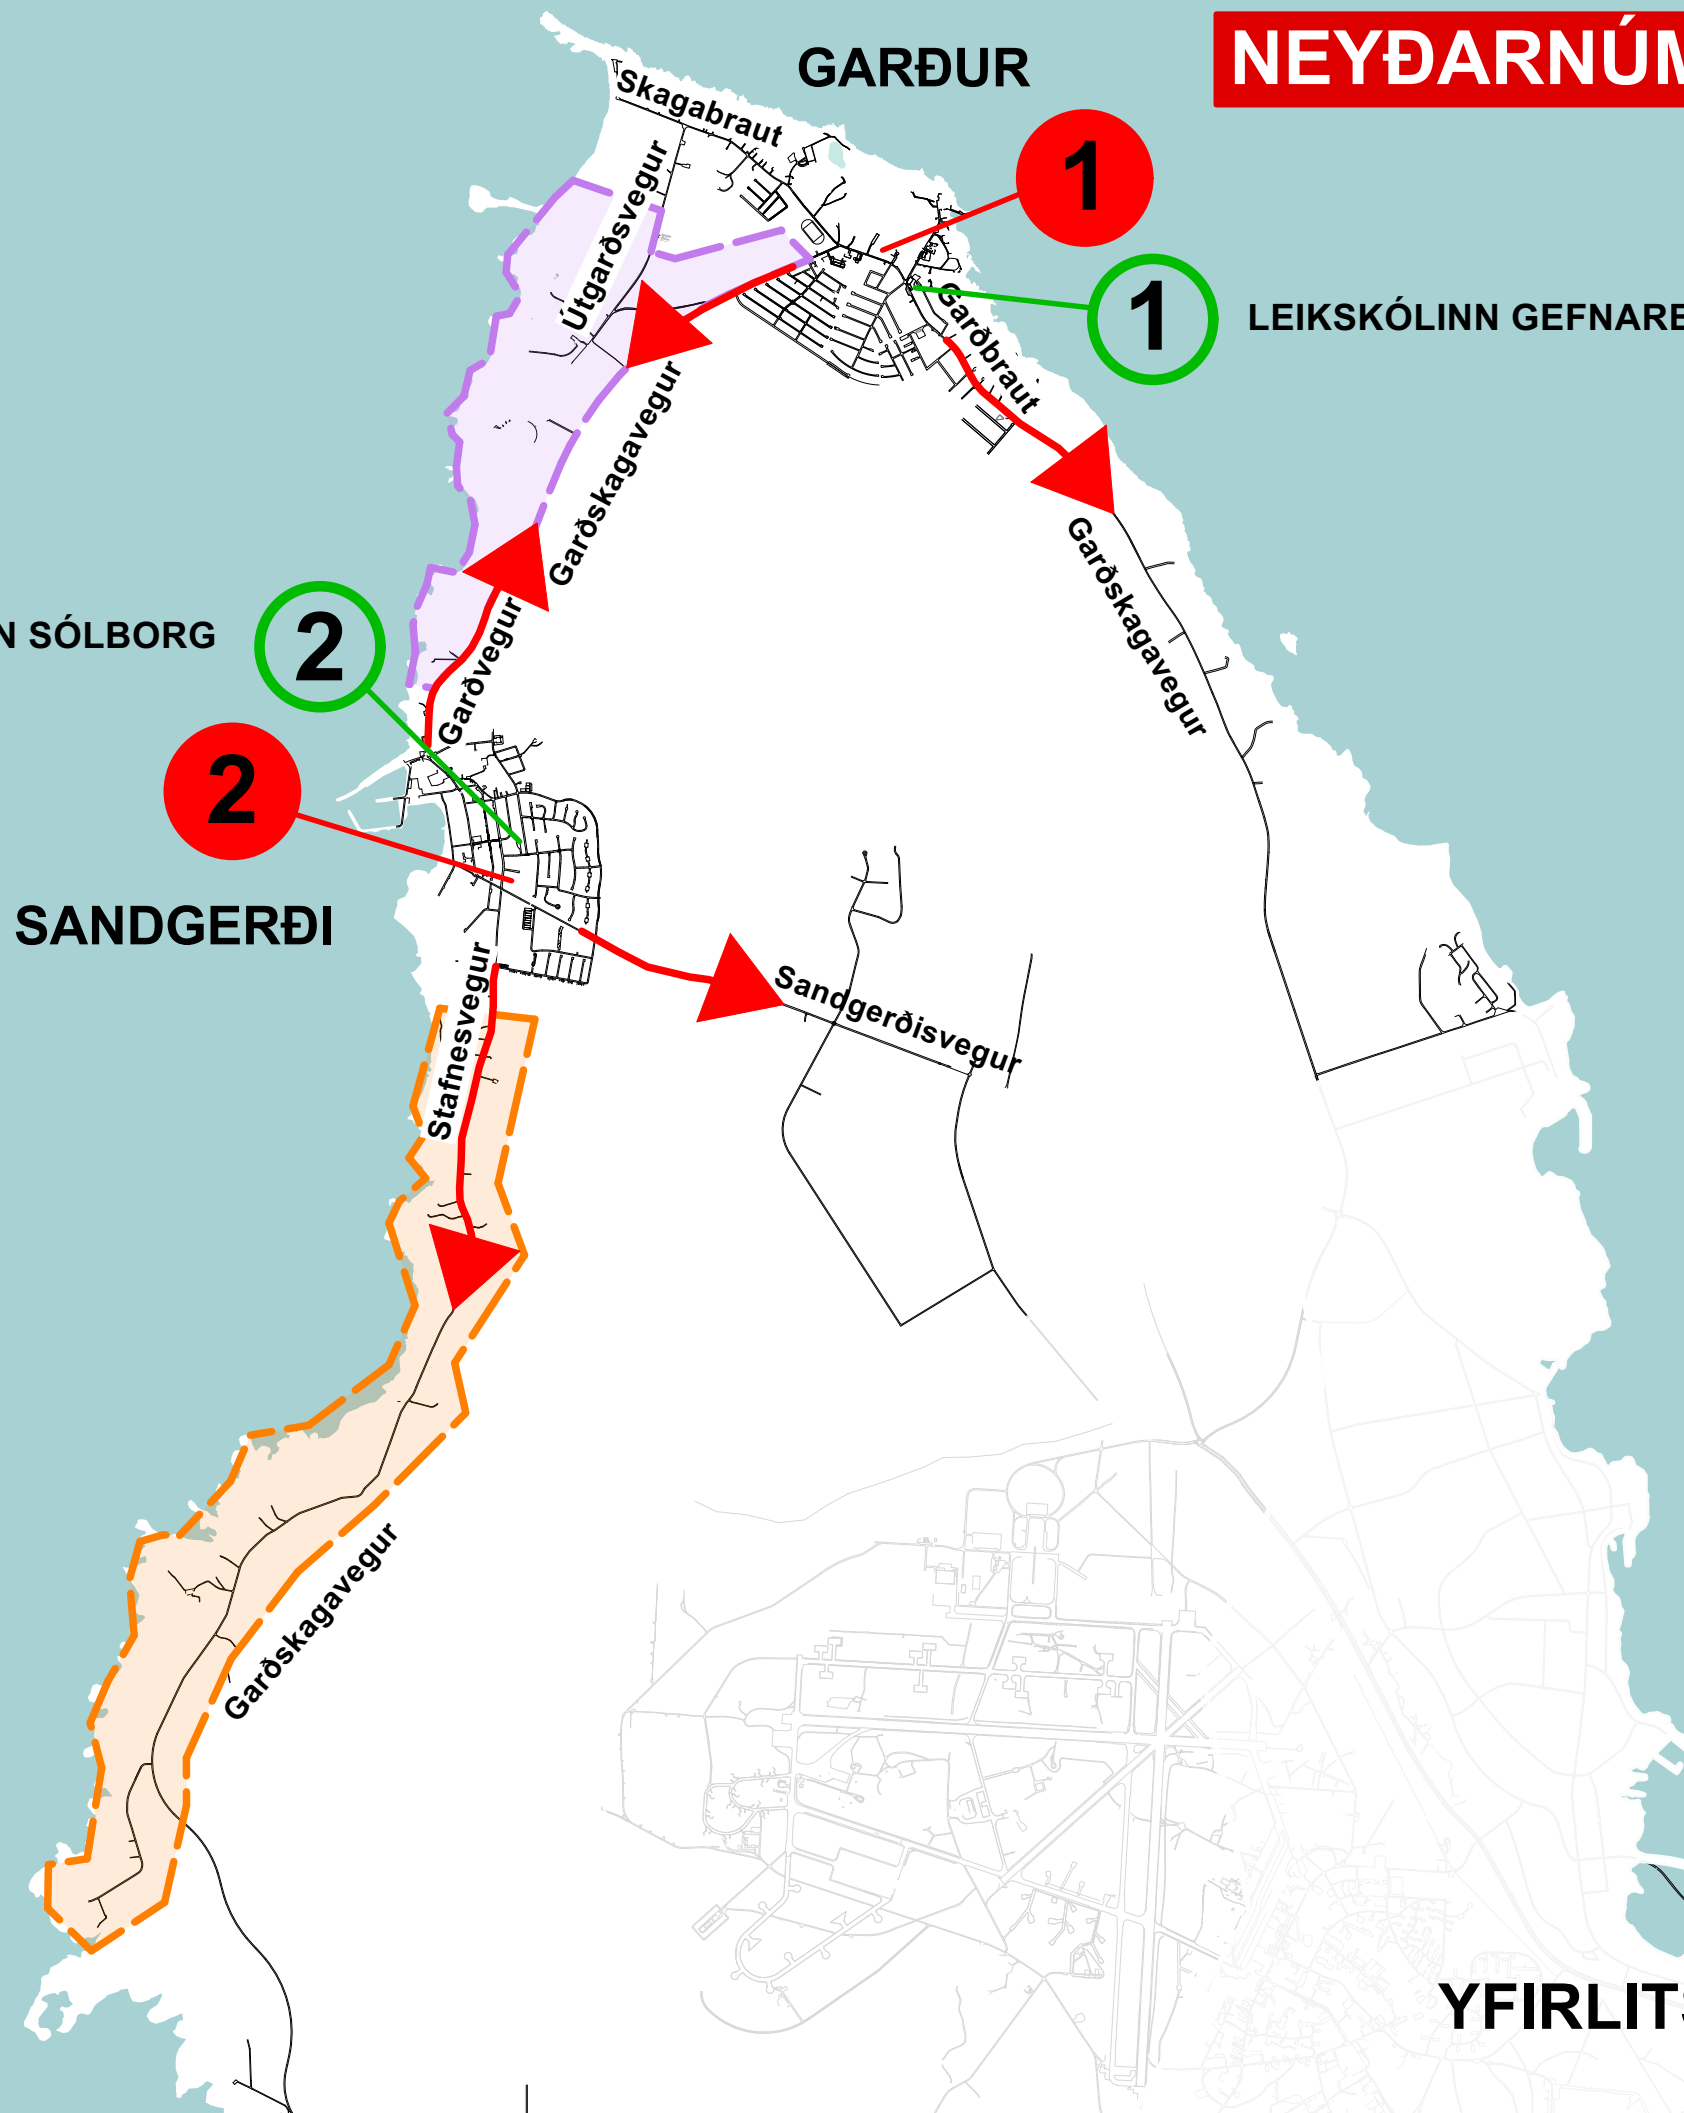 GARÐUR
NEYÐARNÚM
Skagabraut
1
Útgarðsvegur
1
LEIKSKÓLINN GEFNARB
Garðbraut
Garðskagavegur
Garðskagavegur
N SÓLBORG
2
Garðvegur
2
SANDGERÐI
Stafnesvegur
Sandgerðisvegur
Garðskagavegur
YFIRLITS